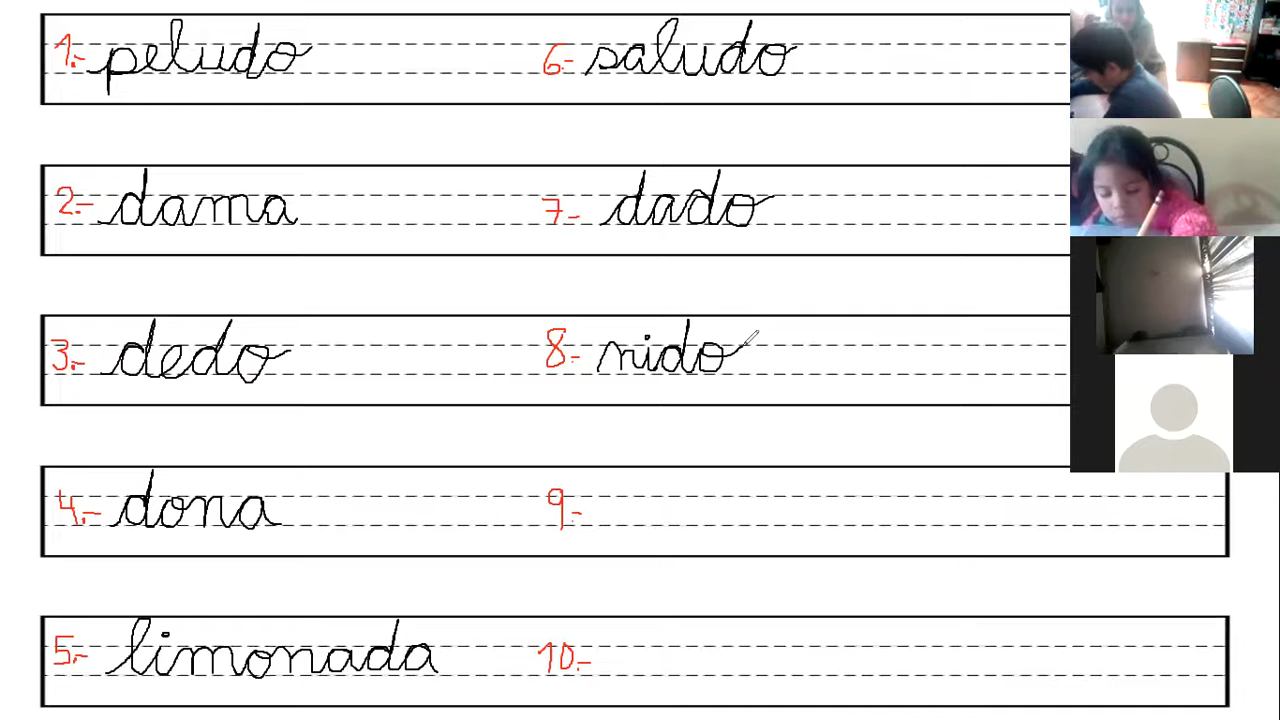 1.- peludo
2.- dama
3.- dedo
4.- dona
5.- limonada
6.- saludo
7.- dado
8.- nido
9.-
10.-